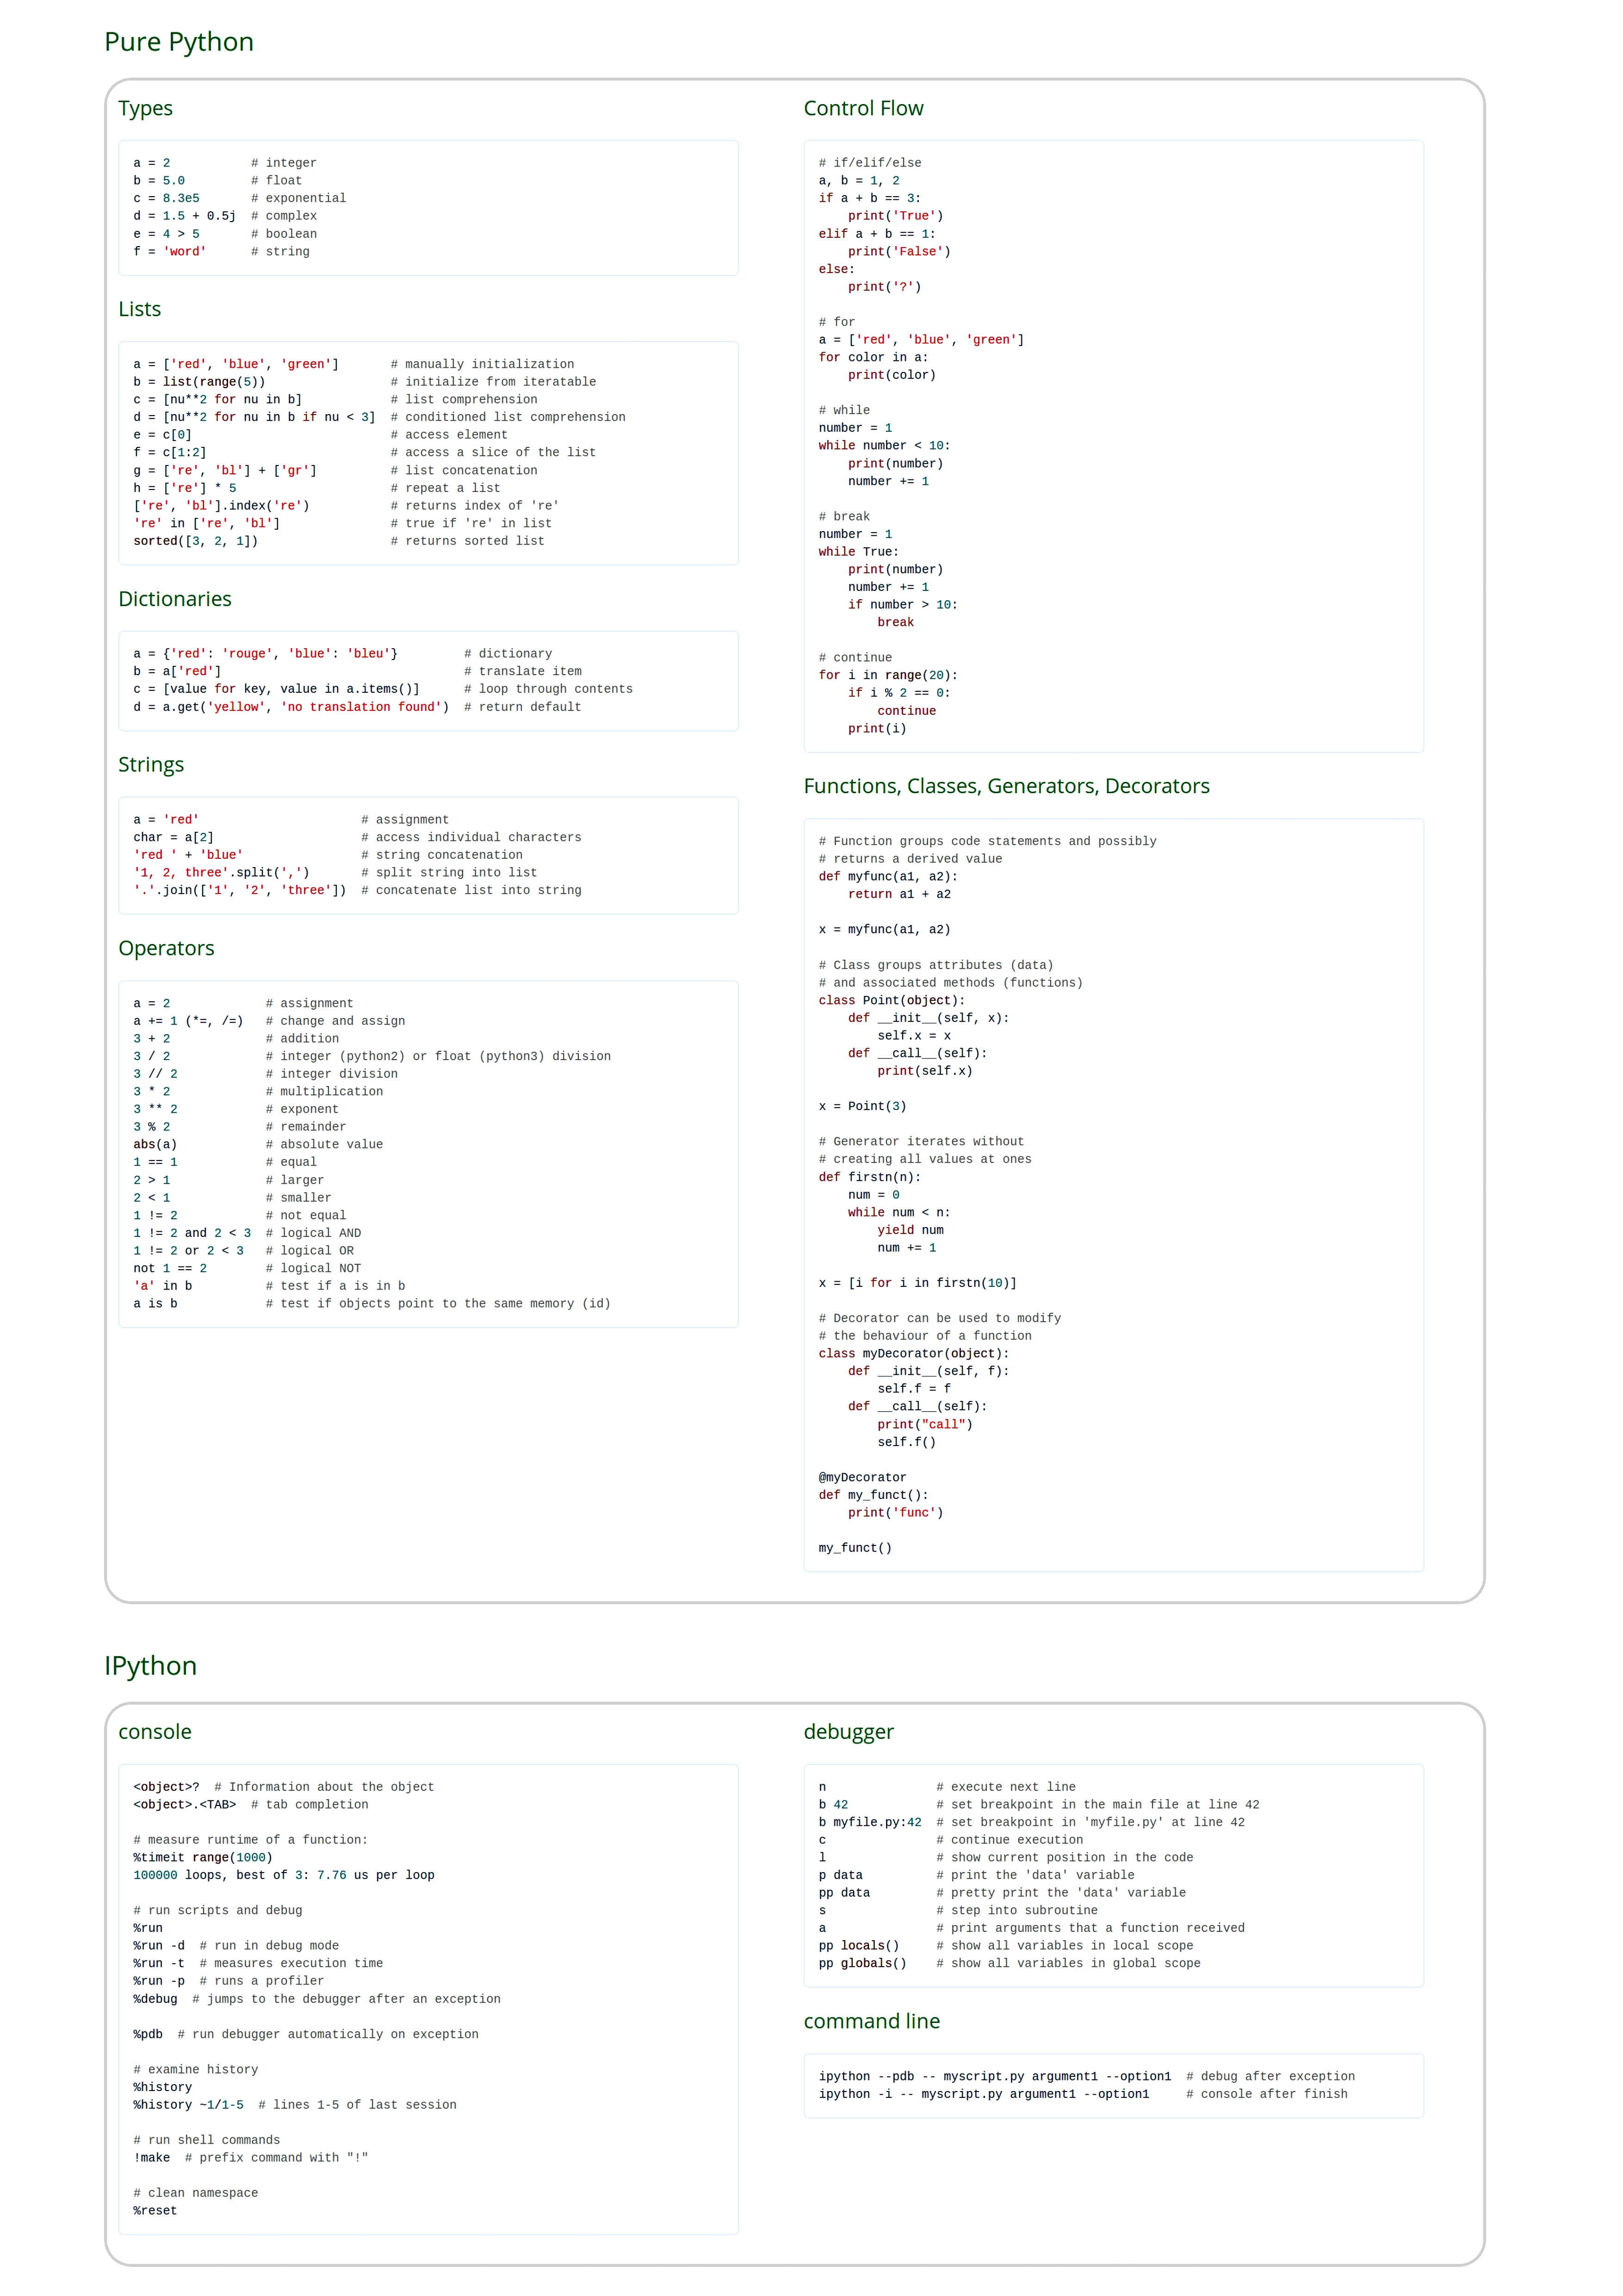 Pure Python
Types
a = 2           # integer
b = 5.0         # float
c = 8.3e5       # exponential
d = 1.5 + 0.5j  # complex
e = 4 > 5       # boolean
f = 'word'      # string
Lists
a = ['red', 'blue', 'green']       # manually initialization
b = list(range(5))                 # initialize from iteratable
c = [nu**2 for nu in b]            # list comprehension
d = [nu**2 for nu in b if nu < 3]  # conditioned list comprehension
e = c[0]                           # access element
f = c[1:2]                         # access a slice of the list
g = ['re', 'bl'] + ['gr']          # list concatenation
h = ['re'] * 5                     # repeat a list
['re', 'bl'].index('re')           # returns index of 're'
're' in ['re', 'bl']               # true if 're' in list
sorted([3, 2, 1])                  # returns sorted list
Dictionaries
a = {'red': 'rouge', 'blue': 'bleu'}         # dictionary
b = a['red']                                 # translate item
c = [value for key, value in a.items()]      # loop through contents
d = a.get('yellow', 'no translation found')  # return default
Strings
a = 'red'                      # assignment
char = a[2]                    # access individual characters
'red ' + 'blue'                # string concatenation
'1, 2, three'.split(',')       # split string into list
'.'.join(['1', '2', 'three'])  # concatenate list into string
Operators
a = 2             # assignment
a += 1 (*=, /=)   # change and assign
3 + 2             # addition
3 / 2             # integer (python2) or float (python3) division
3 // 2            # integer division
3 * 2             # multiplication
3 ** 2            # exponent
3 % 2             # remainder
abs(a)            # absolute value
1 == 1            # equal
2 > 1             # larger
2 < 1             # smaller
1 != 2            # not equal
1 != 2 and 2 < 3  # logical AND
1 != 2 or 2 < 3   # logical OR
not 1 == 2        # logical NOT
'a' in b          # test if a is in b
a is b            # test if objects point to the same memory (id)
Control Flow
# if/elif/else
a, b = 1, 2
if a + b == 3:
    print('True')
elif a + b == 1:
    print('False')
else:
    print('?')

# for
a = ['red', 'blue', 'green']
for color in a:
    print(color)

# while
number = 1
while number < 10:
    print(number)
    number += 1

# break
number = 1
while True:
    print(number)
    number += 1
    if number > 10:
        break

# continue
for i in range(20):
    if i % 2 == 0:
        continue
    print(i)
Functions, Classes, Generators, Decorators
# Function groups code statements and possibly
# returns a derived value
def myfunc(a1, a2):
    return a1 + a2

x = myfunc(a1, a2)

# Class groups attributes (data)
# and associated methods (functions)
class Point(object):
    def __init__(self, x):
        self.x = x
    def __call__(self):
        print(self.x)

x = Point(3)

# Generator iterates without
# creating all values at ones
def firstn(n):
    num = 0
    while num < n:
        yield num
        num += 1

x = [i for i in firstn(10)]

# Decorator can be used to modify
# the behaviour of a function
class myDecorator(object):
    def __init__(self, f):
        self.f = f
    def __call__(self):
        print("call")
        self.f()

@myDecorator
def my_funct():
    print('func')

my_funct()
IPython
console
<object>?  # Information about the object
<object>.<TAB>  # tab completion

# measure runtime of a function:
%timeit range(1000)
100000 loops, best of 3: 7.76 us per loop

# run scripts and debug
%run
%run -d  # run in debug mode
%run -t  # measures execution time
%run -p  # runs a profiler
%debug  # jumps to the debugger after an exception

%pdb  # run debugger automatically on exception

# examine history
%history
%history ~1/1-5  # lines 1-5 of last session

# run shell commands
!make  # prefix command with "!"

# clean namespace
%reset
debugger
n               # execute next line
b 42            # set breakpoint in the main file at line 42
b myfile.py:42  # set breakpoint in 'myfile.py' at line 42
c               # continue execution
l               # show current position in the code
p data          # print the 'data' variable
pp data         # pretty print the 'data' variable
s               # step into subroutine
a               # print arguments that a function received
pp locals()     # show all variables in local scope
pp globals()    # show all variables in global scope
command line
ipython --pdb -- myscript.py argument1 --option1  # debug after exception
ipython -i -- myscript.py argument1 --option1     # console after finish